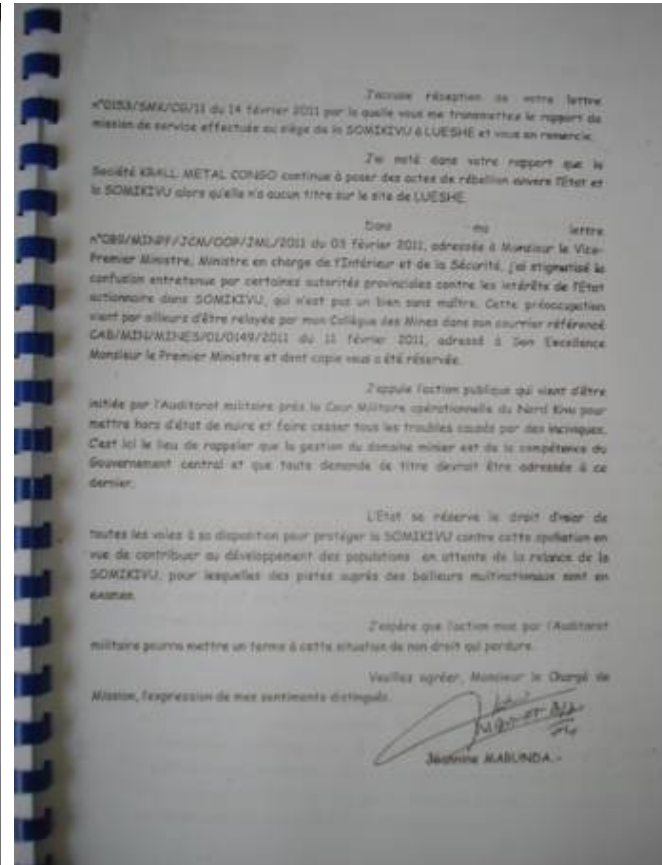 J'accuse réception de votre lettre
n°0153/SMK/CG/11 du 14 février 2011 par la quelle vous me transmettez le rapport de
mission de service effectuée au siège de la SOMIKIVU à LUESHE et vous en remercie.
J'ai noté dans votre rapport que la
Société KRALL METAL CONGO continue à poser des actes de rébellion envers l'Etat et
la SOMIKIVU alors qu'elle n'a aucun titre sur le site de LUESHE.
Dans ma lettre
/MINPF/JCM/OOP/JML/2011 du 03 février 2011, adressée à Monsieur le Vice-
Premier Ministre, Ministre en charge de l'Intérieur et de la Sécurité, j'ai stigmatisé la
confusion entretenue par certaines autorités provinciales contre les intérêts de l'Etat
actionnaire dans SOMIKIVU, qui n'est pas un bien sans maître. Cette préoccupation
vient par ailleurs d'être relayée par mon Collègue des Mines dans son courrier référencé
CAB/MIN/MINES/01/0149/2011 du 11 février 2011, adressé à Son Excellence
Monsieur le Premier Ministre et dont copie vous a été réservée.
J'appuie l'action publique qui vient d'être
initiée par l'Auditorat militaire près la Cour Militaire opérationnelle du Nord Kivu pour
mettre hors d'état de nuire et faire cesser tous les troubles causés par des inciviques.
C'est ici le lieu de rappeler que la gestion du domaine minier est de la compétence du
Gouvernement central et que toute demande de titre devrait être adressée à ce
dernier.
L'Etat se réserve le droit d'user de
toutes les voies à sa disposition pour protéger la SOMIKIVU contre cette spoliation en
vue de contribuer au développement des populations en attente de la relance de la
SOMIKIVU, pour lesquelles des pistes auprès des bailleurs multinationaux sont en
examen.
J'espère que l'action mue par l'Auditorat
militaire pourra mettre un terme à cette situation de non droit qui perdure.
Veuillez agréer, Monsieur le Chargé de
Mission, l'expression de mes sentiments distingués.
Jeannine MABUNDA.-